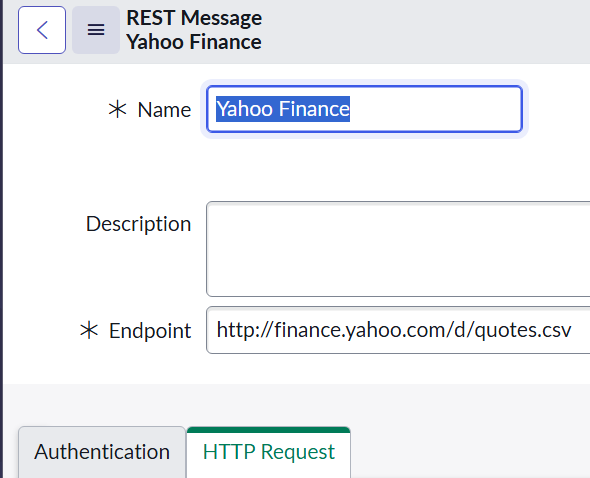 REST Message
Yahoo Finance
Name
Yahoo Finance
Description
Endpoint
http://finance.yahoo.com/d/quotes.csv
Authentication
HTTP Request